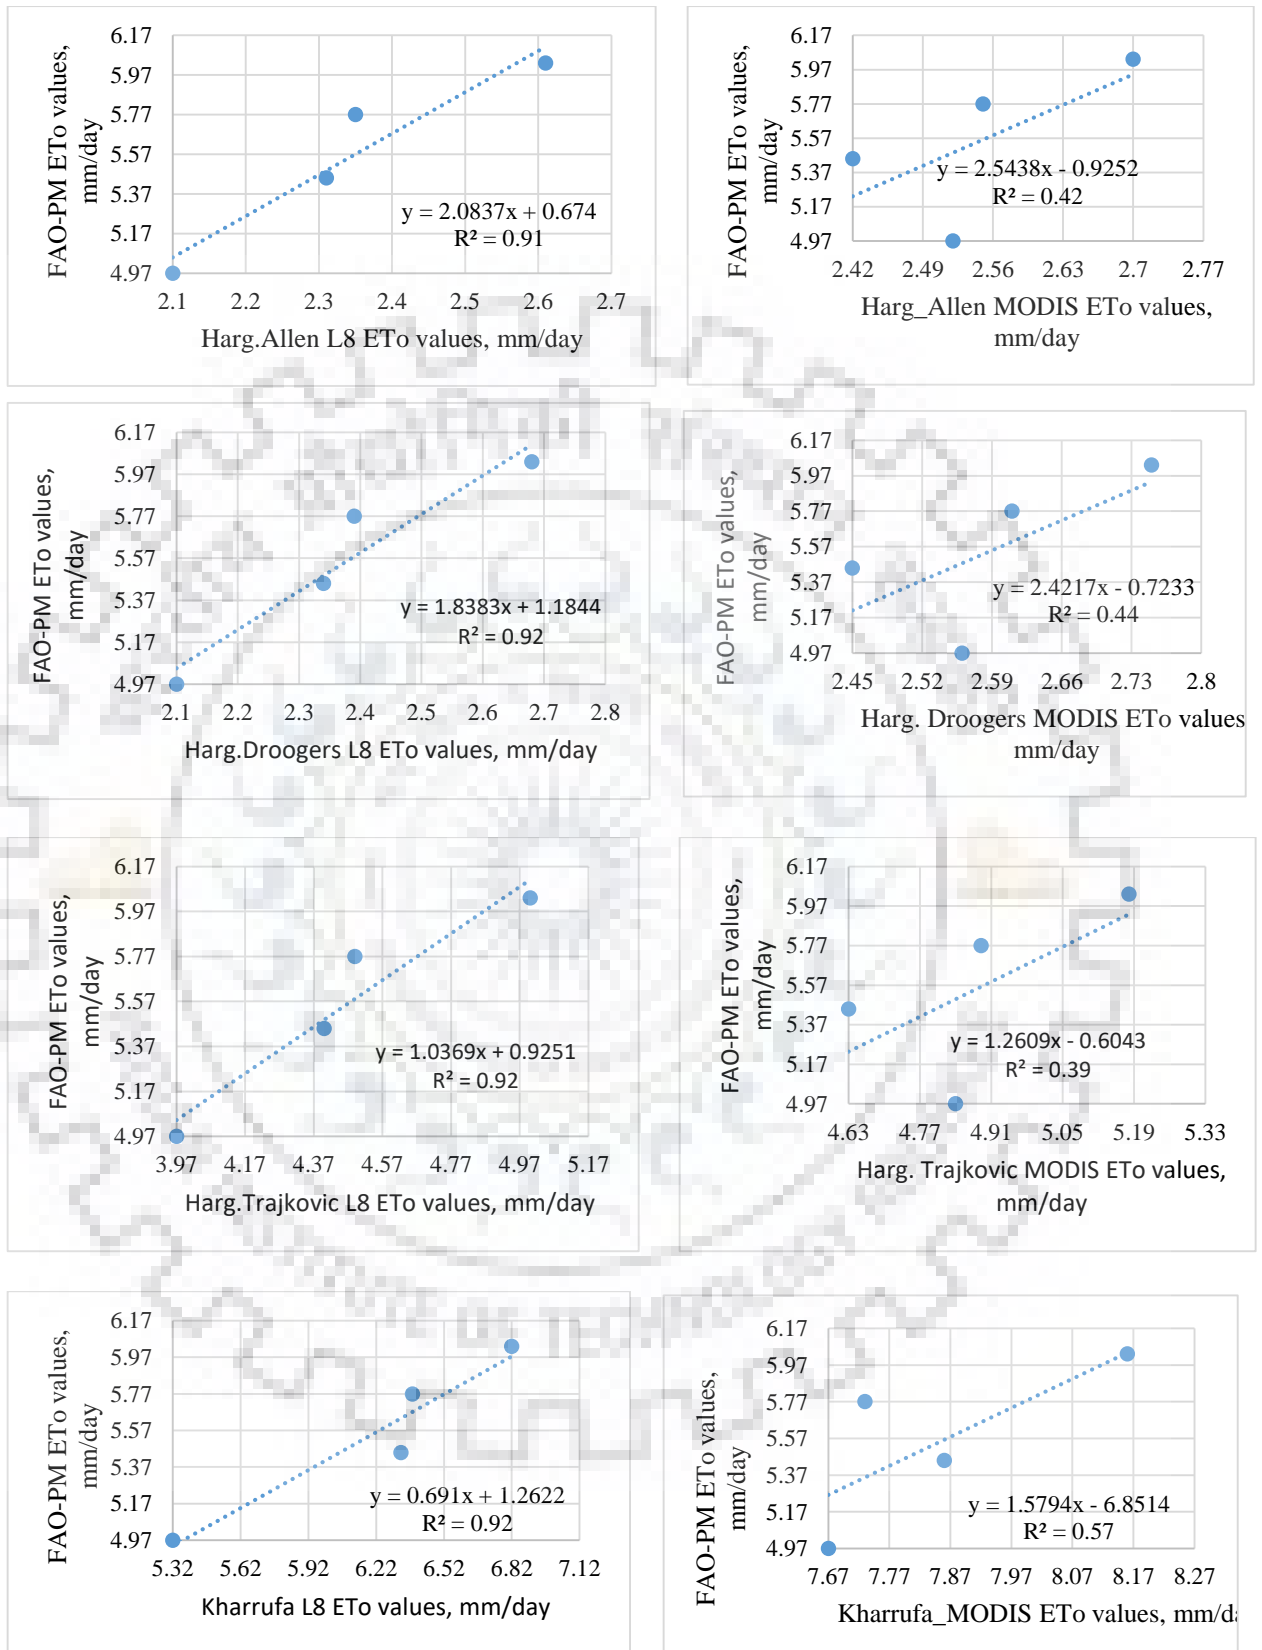 FAO-PM ETo values,
mm/day
6.17
5.97
5.77
5.57
5.37
5.17
4.97
y = 2.0837x + 0.674
R² = 0.91
2.1 2.2 2.3 2.4 2.5 2.6 2.7
Harg.Allen L8 ETo values, mm/day
FAO-PM ETo values,
mm/day
6.17
5.97
5.77
5.57
5.37
5.17
4.97
y = 2.5438x - 0.9252
R² = 0.42
2.42 2.49 2.56 2.63 2.7 2.77
Harg_Allen MODIS ETo values,
mm/day
FAO-PM ETo values,
mm/day
6.17
5.97
5.77
5.57
5.37
5.17
4.97
y = 1.8383x + 1.1844
R² = 0.92
2.1 2.2 2.3 2.4 2.5 2.6 2.7 2.8
Harg.Droogers L8 ETo values, mm/day
FAO-PM ETo values,
mm/day
6.17
5.97
5.77
5.57
5.37
5.17
4.97
y = 2.4217x - 0.7233
R² = 0.44
2.45 2.52 2.59 2.66 2.73 2.8
Harg. Droogers MODIS ETo values
mm/day
FAO-PM ETo values,
mm/day
6.17
5.97
5.77
5.57
5.37
5.17
4.97
y = 1.0369x + 0.9251
R² = 0.92
3.97 4.17 4.37 4.57 4.77 4.97 5.17
Harg.Trajkovic L8 ETo values, mm/day
FAO-PM ETo values,
mm/day
6.17
5.97
5.77
5.57
5.37
5.17
4.97
y = 1.2609x - 0.6043
R² = 0.39
4.63 4.77 4.91 5.05 5.19 5.33
Harg. Trajkovic MODIS ETo values,
mm/day
FAO-PM ETo values,
mm/day
6.17
5.97
5.77
5.57
5.37
5.17
4.97
y = 0.691x + 1.2622
R² = 0.92
5.32 5.62 5.92 6.22 6.52 6.82 7.12
Kharrufa L8 ETo values, mm/day
FAO-PM ETo values,
mm/day
6.17
5.97
5.77
5.57
5.37
5.17
4.97
y = 1.5794x - 6.8514
R² = 0.57
7.67 7.77 7.87 7.97 8.07 8.17 8.27
Kharrufa_MODIS ETo values,